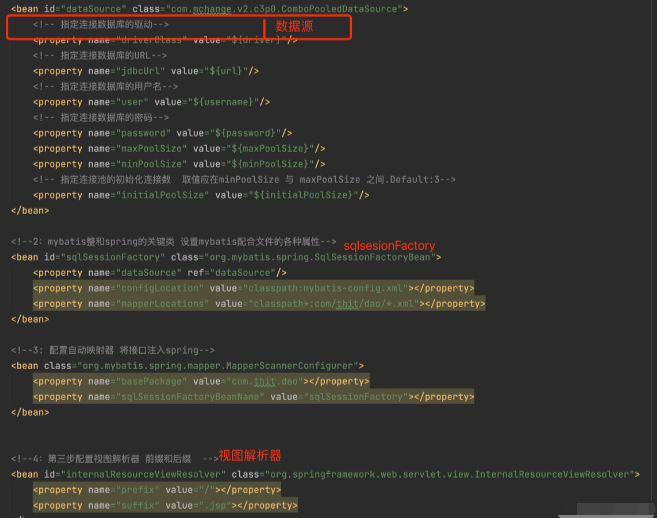 <bean id="dataSource" class="com.mchange.v2.c3p0.ComboPooledDataSource">
<!-- 指定连接数据库的驱动-->
数据源
<property name="driverClass" value="${driver}"/>
<!-- 指定连接数据库的URL-->
<property name="jdbcUrl" value="${url}"/>
<!-- 指定连接数据库的用户名-->
<property name="user" value="${username}"/>
<!-- 指定连接数据库的密码-->
<property name="password" value="${password}"/>
<property name="maxPoolSize" value="${maxPoolSize}"/>
<property name="minPoolSize" value="${minPoolSize}"/>
<!-- 指定连接池的初始化连接数 取值应在minPoolSize 与 maxPoolSize 之间.Default:3-->
<property name="initialPoolSize" value="${initialPoolSize}"/>
</bean>
<!--2：mybatis整和spring的关键类 设置mybatis配合文件的各种属性-->
sqlsesionFactory
<bean id="sqlSessionFactory" class="org.mybatis.spring.SqlSessionFactoryBean">
<property name="dataSource" ref="dataSource"/>
<property name="configLocation" value="classpath:mybatis-config.xml"></property>
<property name="mapperLocations" value="classpath*:com/thit/dao/*.xml"></property>
</bean>
<!--3: 配置自动映射器 将接口注入spring-->
<bean class="org.mybatis.spring.mapper.MapperScannerConfigurer">
<property name="basePackage" value="com.thit.dao"></property>
<property name="sqlSessionFactoryBeanName" value="sqlSessionFactory"></property>
</bean>
<!--4：第三步配置视图解析器 前缀和后缀 -->
视图解析器
<bean id="internalResourceViewResolver" class="org.springframework.web.servlet.view.InternalResourceViewResolver">
<property name="prefix" value="/"></property>
<property name="suffix" value=".jsp"></property>